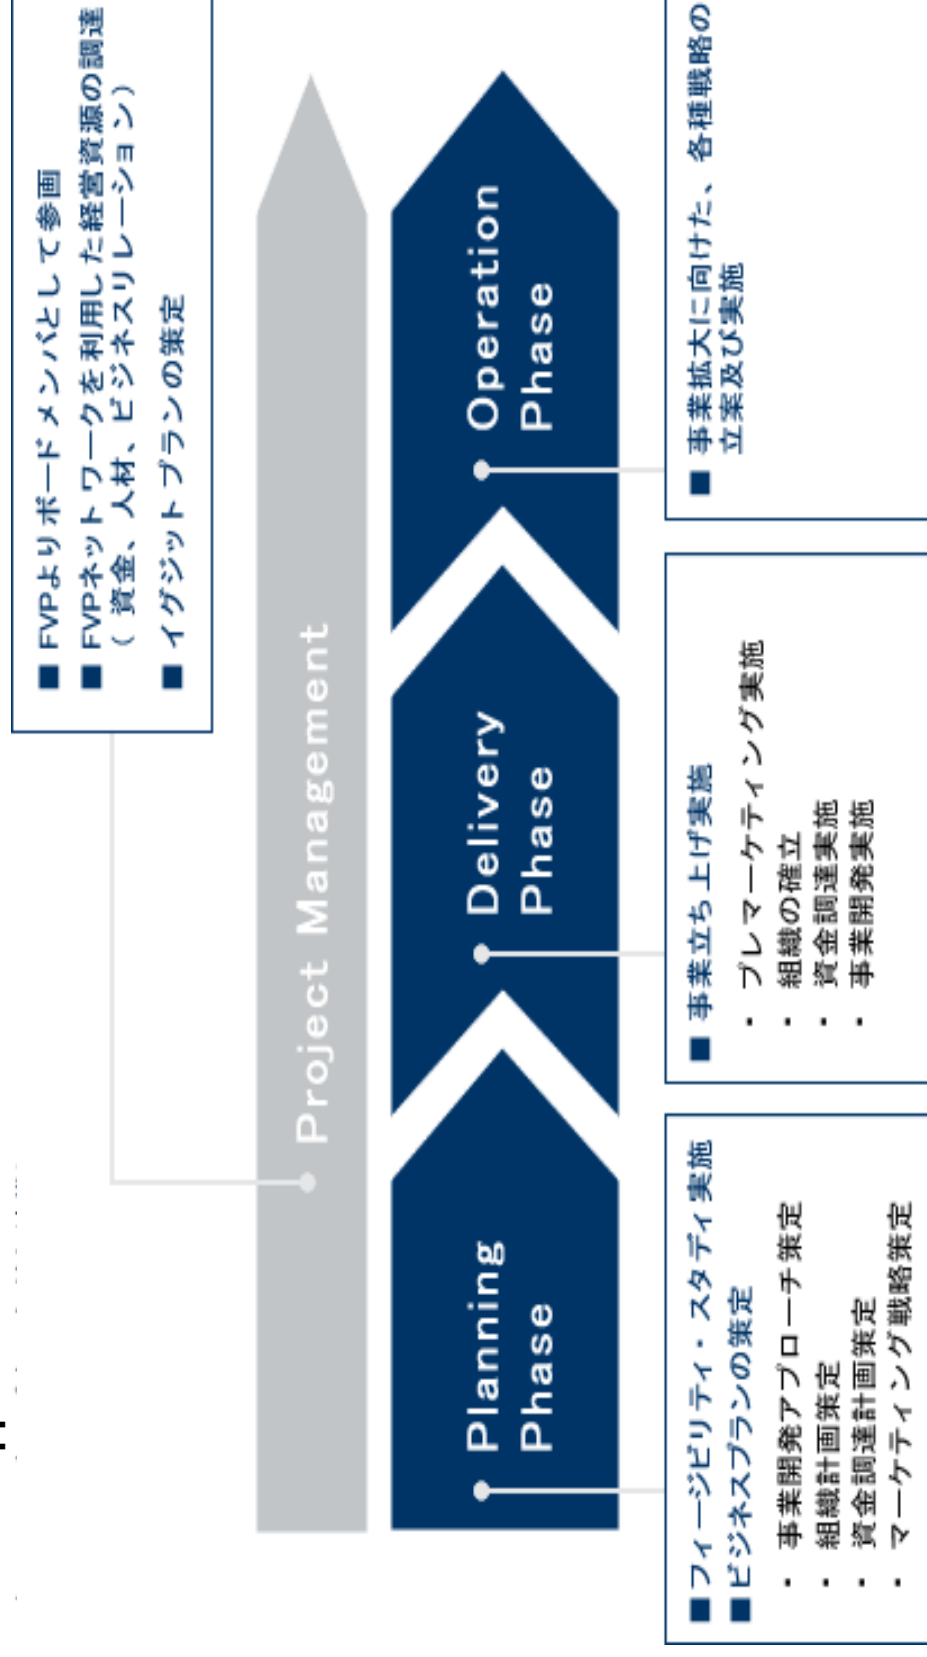 ■ FVPよりボードメンバとして参画
■ FVPネットワークを利用した経営資源の調達
（資金、人材、ビジネスリレーション）
■ イグジットプランの策定
Project Management
Planning
Phase
Delivery
Phase
Operation
Phase
■フィージビリティ・スタディ実施
■ビジネスプランの策定
・ 事業開発アプローチ策定
・ 組織計画策定
・ 資金調達計画策定
・ マーケティング戦略策定
■ 事業立ち上げ実施
・ プレマーケティング実施
・ 組織の確立
・ 資金調達実施
・ 事業開発実施
■ 事業拡大に向けた、各種戦略の
立案及び実施